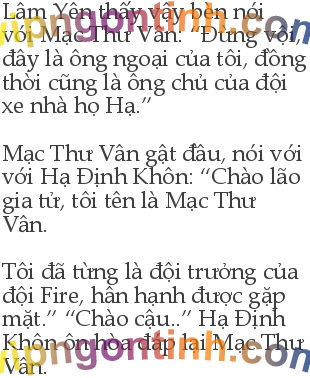 Lâm Yên thấy vậy bèn nói
với Mạc Thư Vân: “Đừng vội,
đây là ông ngoại của tôi, đồng
thời cũng là ông chủ của đội
xe nhà họ Hạ.”

Mạc Thư Vân gật đầu, nói với
với Hạ Định Khôn: “Chào lão
gia tử, tôi tên là Mạc Thư
Vân.

Tôi đã từng là đội trưởng của
đội Fire, hân hạnh được gặp
mặt.” “Chào cậu..” Hạ Định
Khôn ôn hòa đáp lại Mạc Thư
Vân.
vipngontinh.com
vipngontinh.com